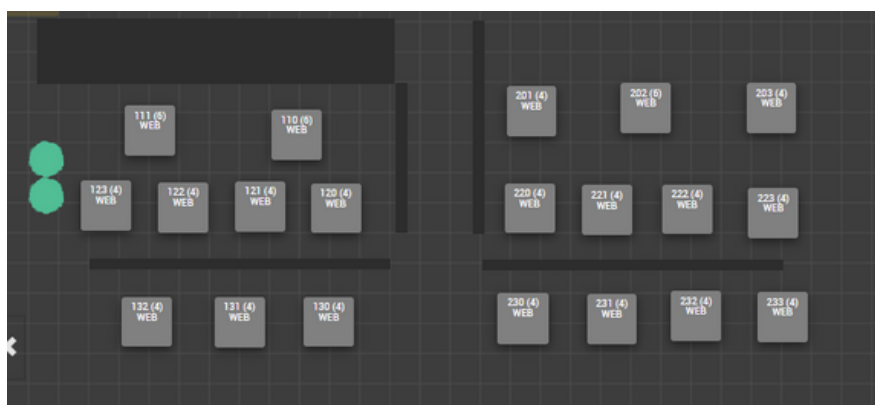 111 (6)
WEB
110 (6)
WEB
201 (4)
WEB
202 (6)
WEB
203 (4)
WEB
123 (4)
WEB
122 (4)
WEB
121 (4)
WEB
120 (4)
WEB
220 (4)
WEB
221 (4)
WEB
222 (4)
WEB
223 (4)
WEB
132 (4)
WEB
131 (4)
WEB
130 (4)
WEB
230 (4)
WEB
231 (4)
WEB
232 (4)
WEB
233 (4)
WEB